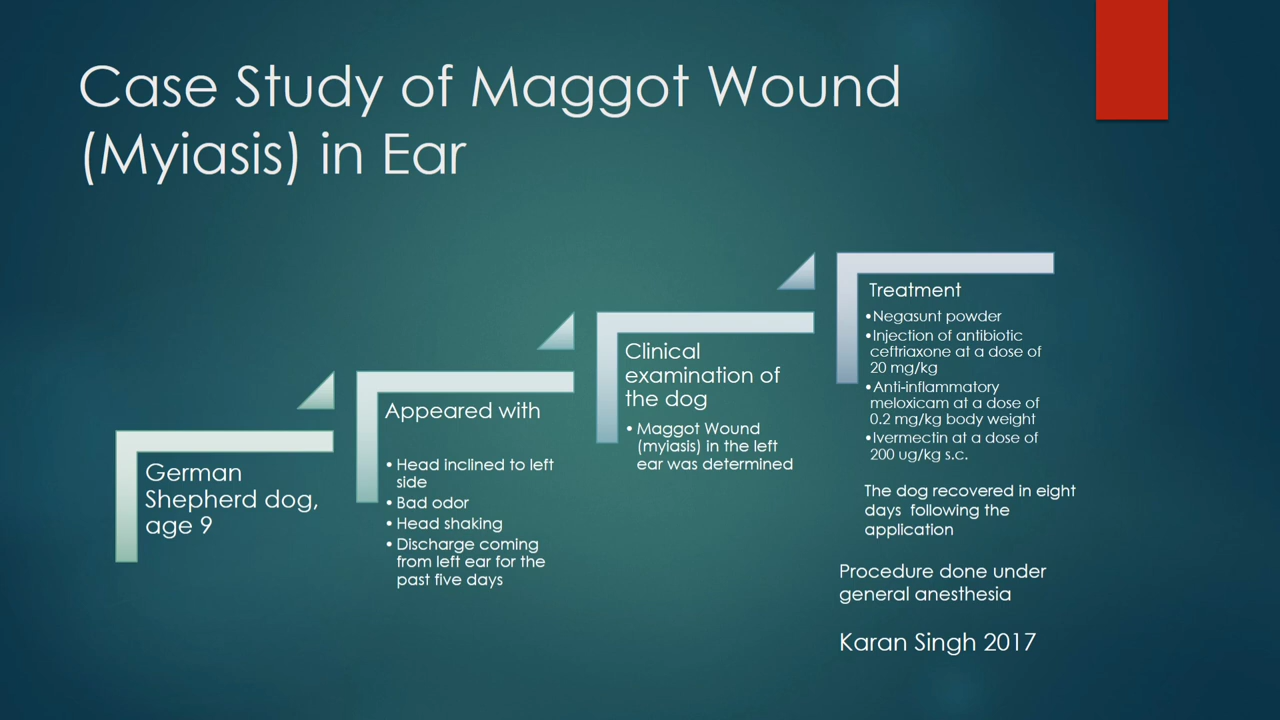 Case Study of Maggot Wound
(Myiasis) in Ear
German
Shepherd dog,
age 9
Appeared with
• Head inclined to left
side
• Bad odor
• Head shaking
• Discharge coming
from left ear for the
past five days
Clinical
examination of
the dog
• Maggot Wound
(myiasis) in the left
ear was determined
Treatment
•Negasunt powder
•Injection of antibiotic
ceftriaxone at a dose of
20 mg/kg
•Anti-inflammatory
meloxicam at a dose of
0.2 mg/kg body weight
•Ivermectin at a dose of
200 ug/kg s.c.
The dog recovered in eight
days following the
application
Procedure done under
general anesthesia
Karan Singh 2017